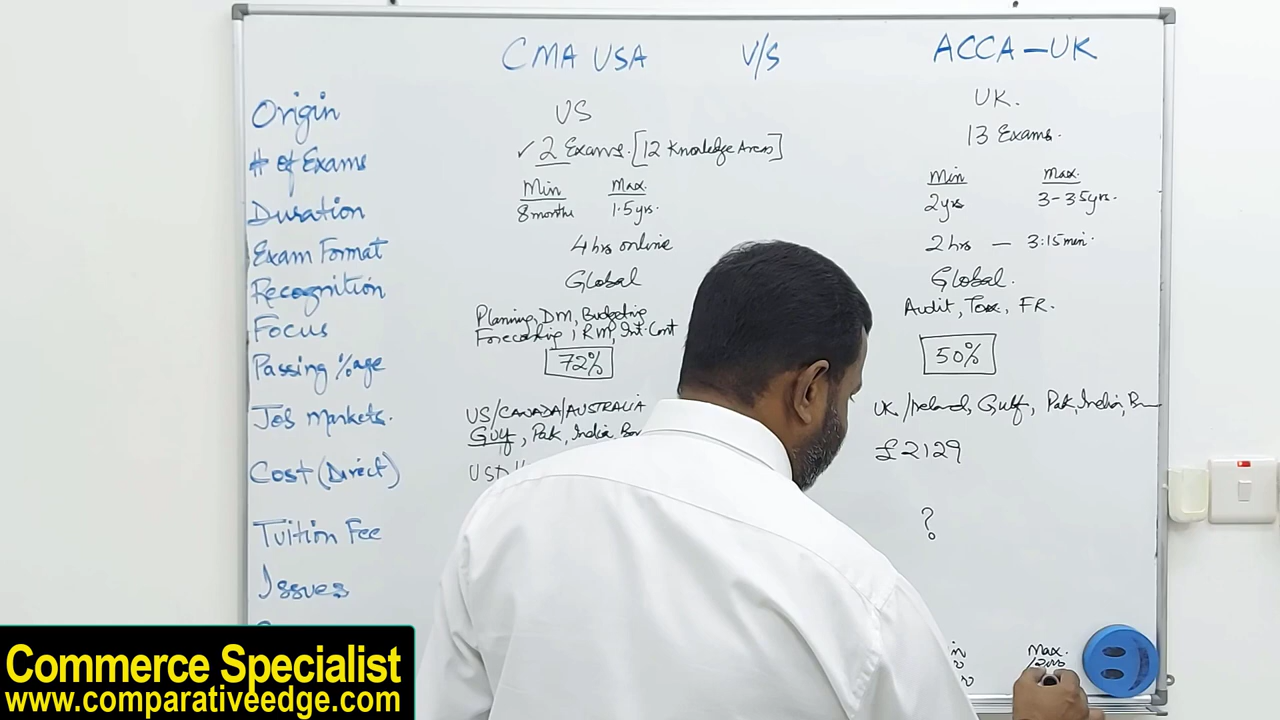 CMA USA V/S ACCA-UK
Origin US UK.
# of Exams ✓ 2 Exams. [12 Knowledge Areas] 13 Exams.
Duration
Min Max. Min Max.
8 months 1.5yrs. 2yrs 3-3.5yrs.
Exam Format 4 hrs online 2 hrs — 3:15min.
Recognition Global Global.
Focus
Planning, DM, Budgeting Audit, Tax, FR.
Forecasting, RM, Int. Cont
Passing %age 72% 50%
Job Markets.
US/CANADA/AUSTRALIA UK/Ireland, Gulf, Pak, India,
Gulf, Pak, India,
Cost (Direct) USD £2129
Tuition Fee ?
Issues
Max.
Commerce Specialist
www.comparativeedge.com